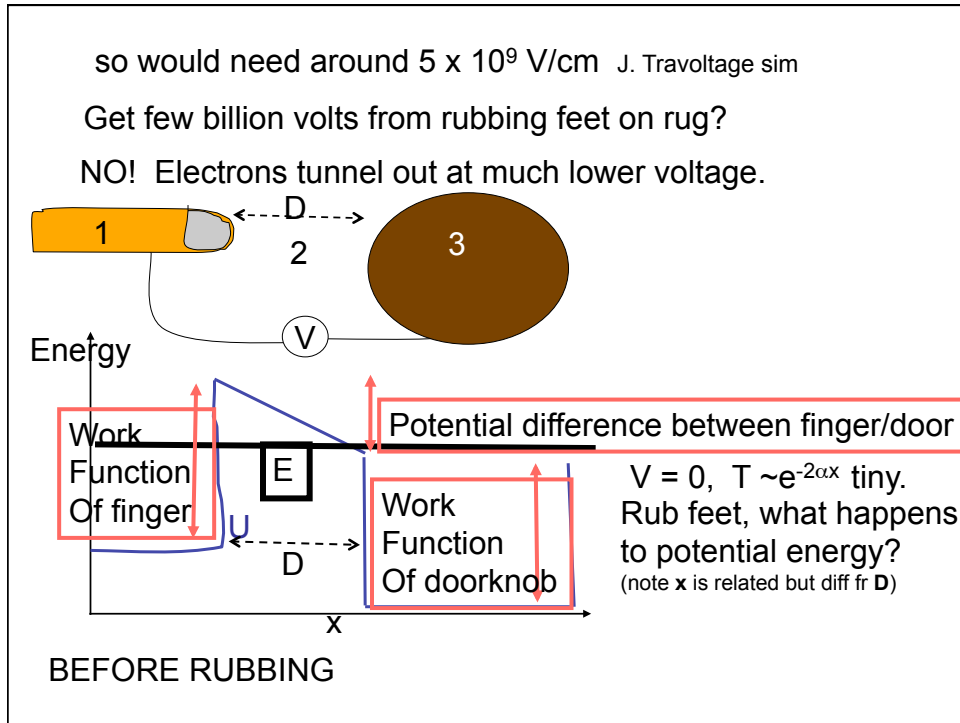 so would need around 5 x 10⁹ V/cm J. Travoltage sim
Get few billion volts from rubbing feet on rug?
NO! Electrons tunnel out at much lower voltage.
D
1
2
3
V
Energy
Potential difference between finger/door
Work
Function
Of finger
E
U
D
Work
Function
Of doorknob
V = 0, T ~e⁻²ᵅˣ tiny.
Rub feet, what happens
to potential energy?
(note x is related but diff fr D)
x
BEFORE RUBBING